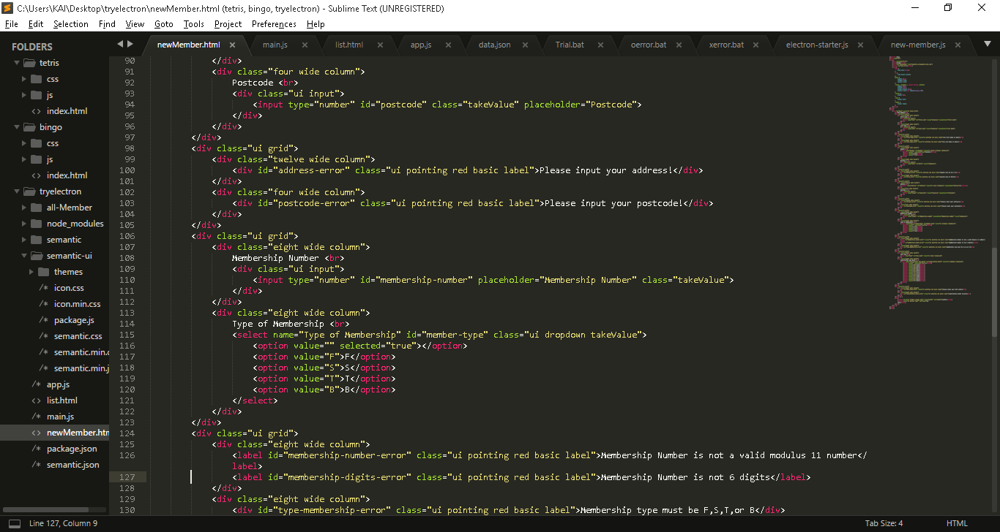 C:\Users\KAI\Desktop\tryelectron\newMember.html (tetris, bingo, tryelectron) - Sublime Text (UNREGISTERED)
File Edit Selection Find View Goto Tools Project Preferences Help
FOLDERS
tetris
css
js
index.html
bingo
css
js
index.html
tryelectron
all-Member
node_modules
semantic
semantic-ui
themes
icon.css
icon.min.css
package.js
semantic.css
semantic.min.c
semantic.min.j
app.js
list.html
main.js
newMember.htm
package.json
semantic.json
newMember.html main.js list.html app.js data.json Trial.bat oerror.bat xerror.bat electron-starter.js new-member.js
90 </div>
91 <div class="four wide column">
92 Postcode <br>
93 <div class="ui input">
94 <input type="number" id="postcode" class="takeValue" placeholder="Postcode">
95 </div>
96 </div>
97 </div>
98 <div class="ui grid">
99 <div class="twelve wide column">
100 <div id="address-error" class="ui pointing red basic label">Please input your address!</div>
101 </div>
102 <div class="four wide column">
103 <div id="postcode-error" class="ui pointing red basic label">Please input your postcode!</div>
104 </div>
105 </div>
106 <div class="ui grid">
107 <div class="eight wide column">
108 Membership Number <br>
109 <div class="ui input">
110 <input type="number" id="membership-number" placeholder="Membership Number" class="takeValue">
111 </div>
112 </div>
113 <div class="eight wide column">
114 Type of Membership <br>
115 <select name="Type of Membership" id="member-type" class="ui dropdown takeValue">
116 <option value="" selected="true"></option>
117 <option value="F">F</option>
118 <option value="S">S</option>
119 <option value="T">T</option>
120 <option value="B">B</option>
121 </select>
122 </div>
123 </div>
124 <div class="ui grid">
125 <div class="eight wide column">
126 <label id="membership-number-error" class="ui pointing red basic label">Membership Number is not a valid modulus 11 number</
label>
127 <label id="membership-digits-error" class="ui pointing red basic label">Membership Number is not 6 digits</label>
128 </div>
129 <div class="eight wide column">
130 <div id="type-membership-error" class="ui pointing red basic label">Membership type must be F,S,T,or B</div>
Line 127, Column 9
Tab Size: 4
HTML